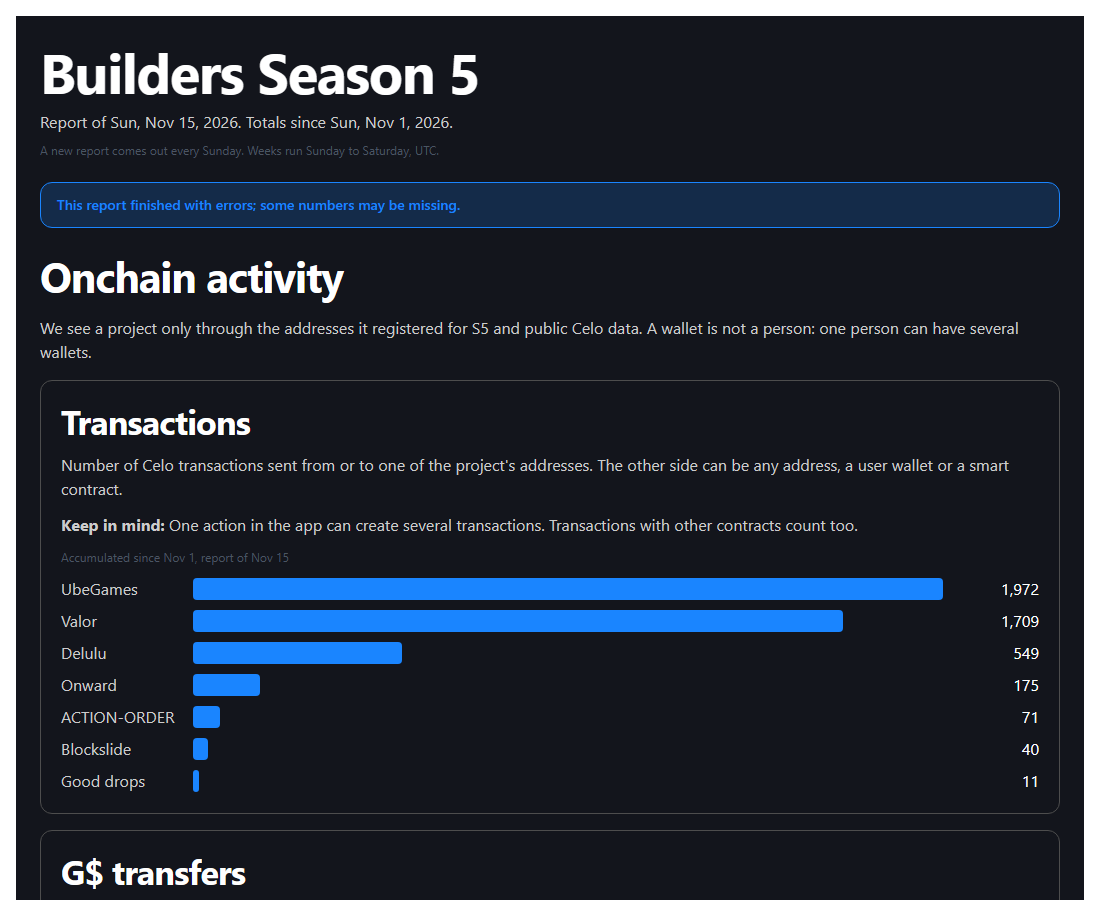 Builders Season 5
Report of Sun, Nov 15, 2026. Totals since Sun, Nov 1, 2026.
A new report comes out every Sunday. Weeks run Sunday to Saturday, UTC.
This report finished with errors; some numbers may be missing.
Onchain activity
We see a project only through the addresses it registered for S5 and public Celo data. A wallet is not a person: one person can have several
wallets.
Transactions
Number of Celo transactions sent from or to one of the project's addresses. The other side can be any address, a user wallet or a smart
contract.
Keep in mind: One action in the app can create several transactions. Transactions with other contracts count too.
Accumulated since Nov 1, report of Nov 15
UbeGames 1,972
Valor 1,709
Delulu 549
Onward 175
ACTION-ORDER 71
Blockslide 40
Good drops 11
G$ transfers